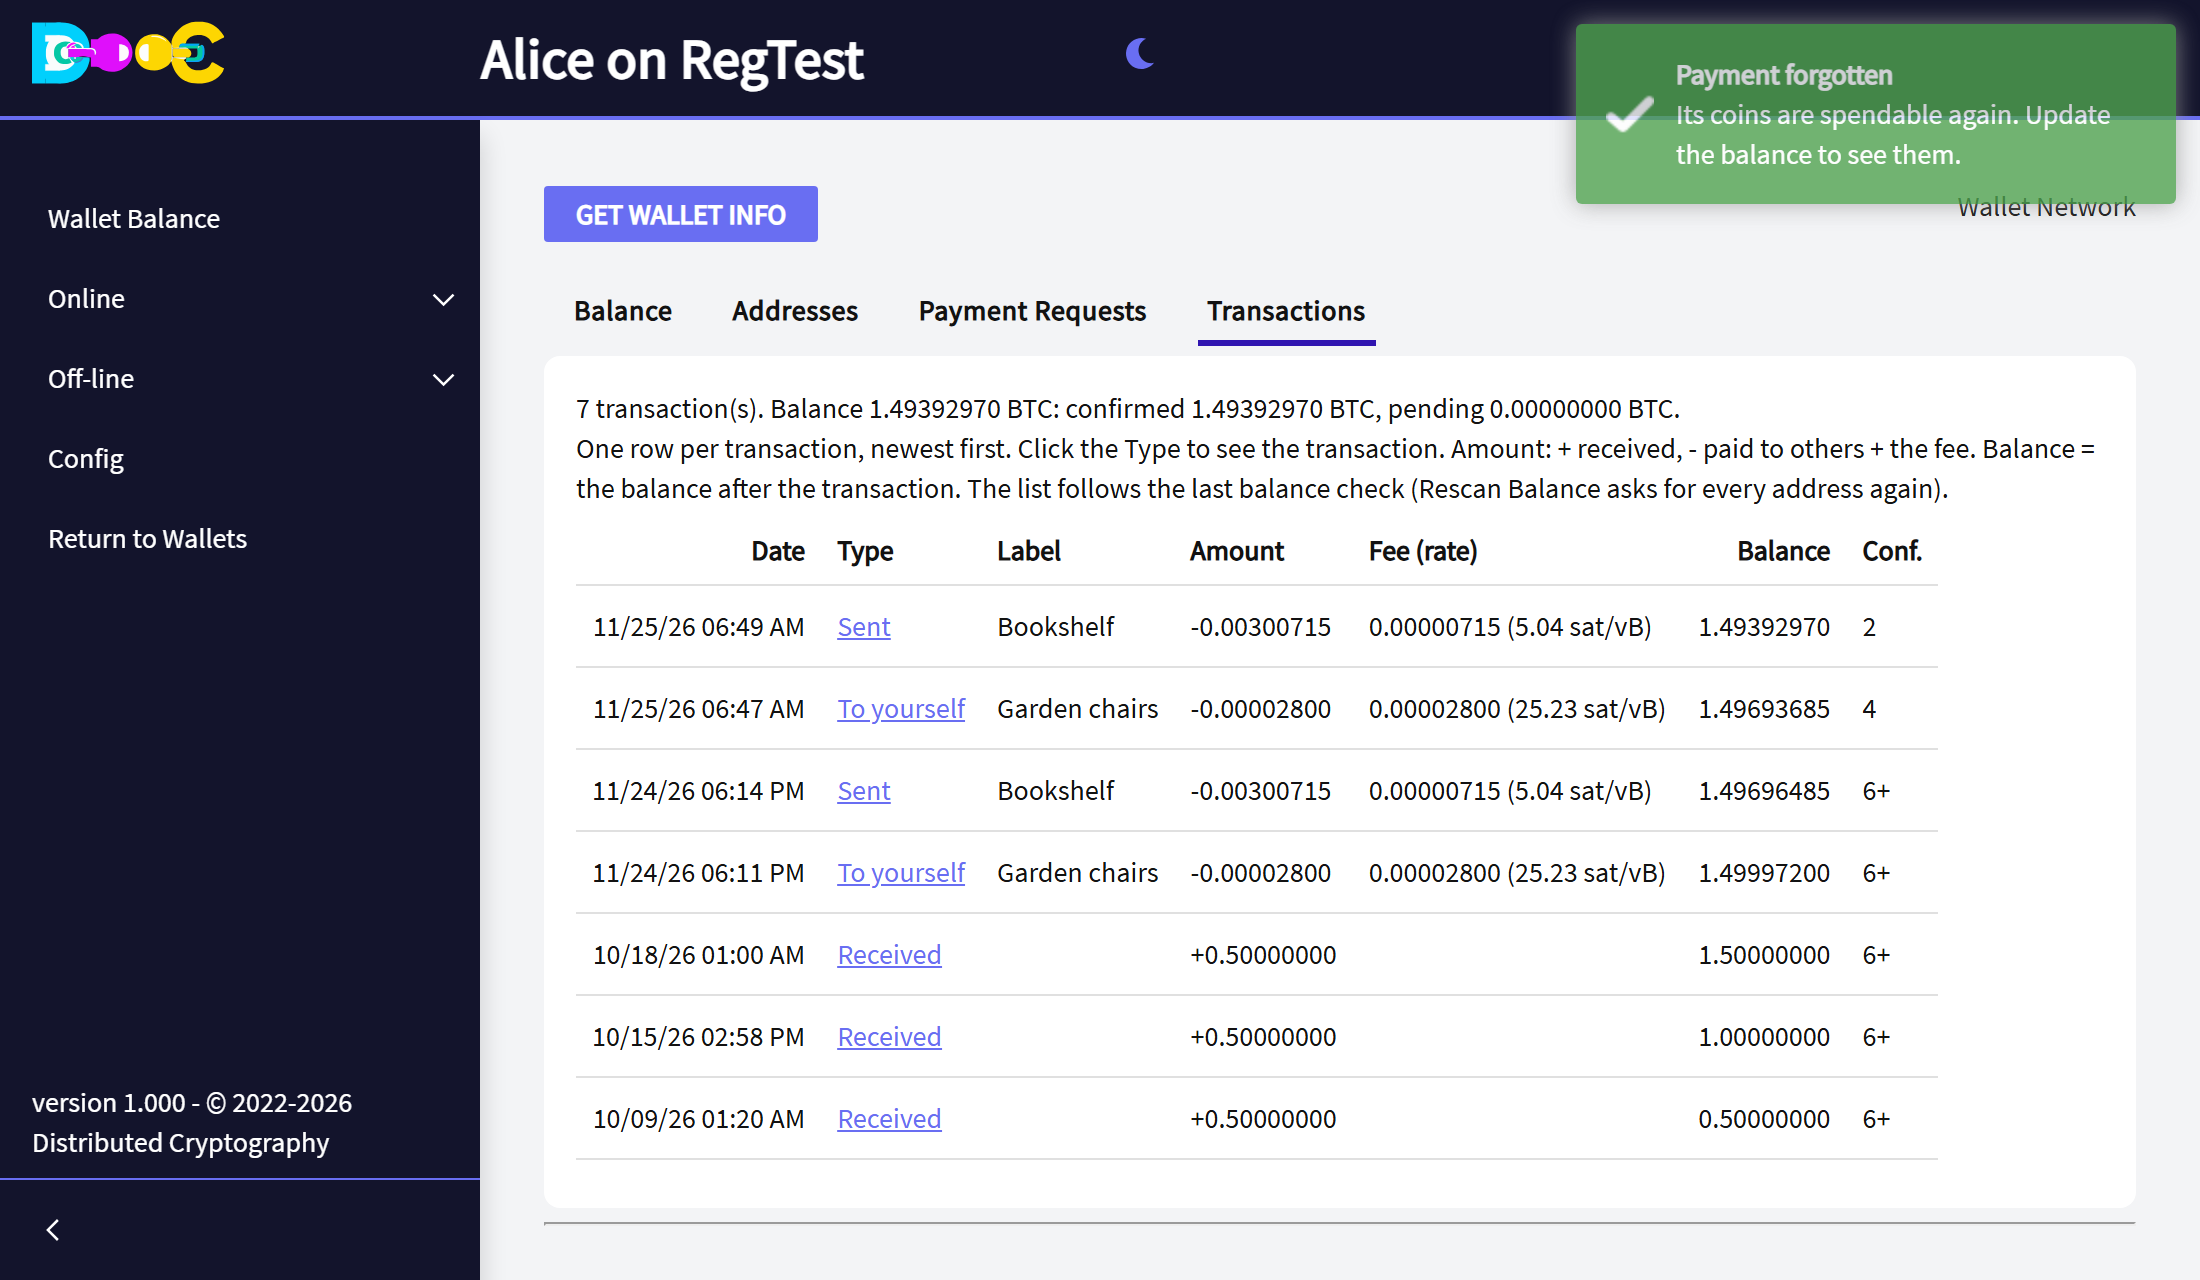 Alice on RegTest
Payment forgotten
Its coins are spendable again. Update
the balance to see them.
Wallet Balance
Online
Off-line
Config
Return to Wallets
version 1.000 - © 2022-2026
Distributed Cryptography
GET WALLET INFO
Wallet Network
Balance Addresses Payment Requests Transactions
7 transaction(s). Balance 1.49392970 BTC: confirmed 1.49392970 BTC, pending 0.00000000 BTC.
One row per transaction, newest first. Click the Type to see the transaction. Amount: + received, - paid to others + the fee. Balance =
the balance after the transaction. The list follows the last balance check (Rescan Balance asks for every address again).
Date Type Label Amount Fee (rate) Balance Conf.
11/25/26 06:49 AM Sent Bookshelf -0.00300715 0.00000715 (5.04 sat/vB) 1.49392970 2
11/25/26 06:47 AM To yourself Garden chairs -0.00002800 0.00002800 (25.23 sat/vB) 1.49693685 4
11/24/26 06:14 PM Sent Bookshelf -0.00300715 0.00000715 (5.04 sat/vB) 1.49696485 6+
11/24/26 06:11 PM To yourself Garden chairs -0.00002800 0.00002800 (25.23 sat/vB) 1.49997200 6+
10/18/26 01:00 AM Received +0.50000000 1.50000000 6+
10/15/26 02:58 PM Received +0.50000000 1.00000000 6+
10/09/26 01:20 AM Received +0.50000000 0.50000000 6+